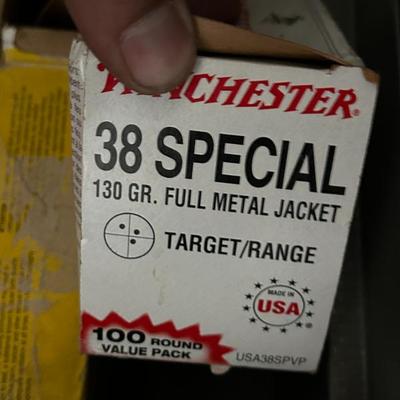 WINCHESTER®
38 SPECIAL
130 GR. FULL METAL JACKET
TARGET/RANGE
MADE IN
USA
®
100 ROUND
VALUE PACK
USA38SPVP